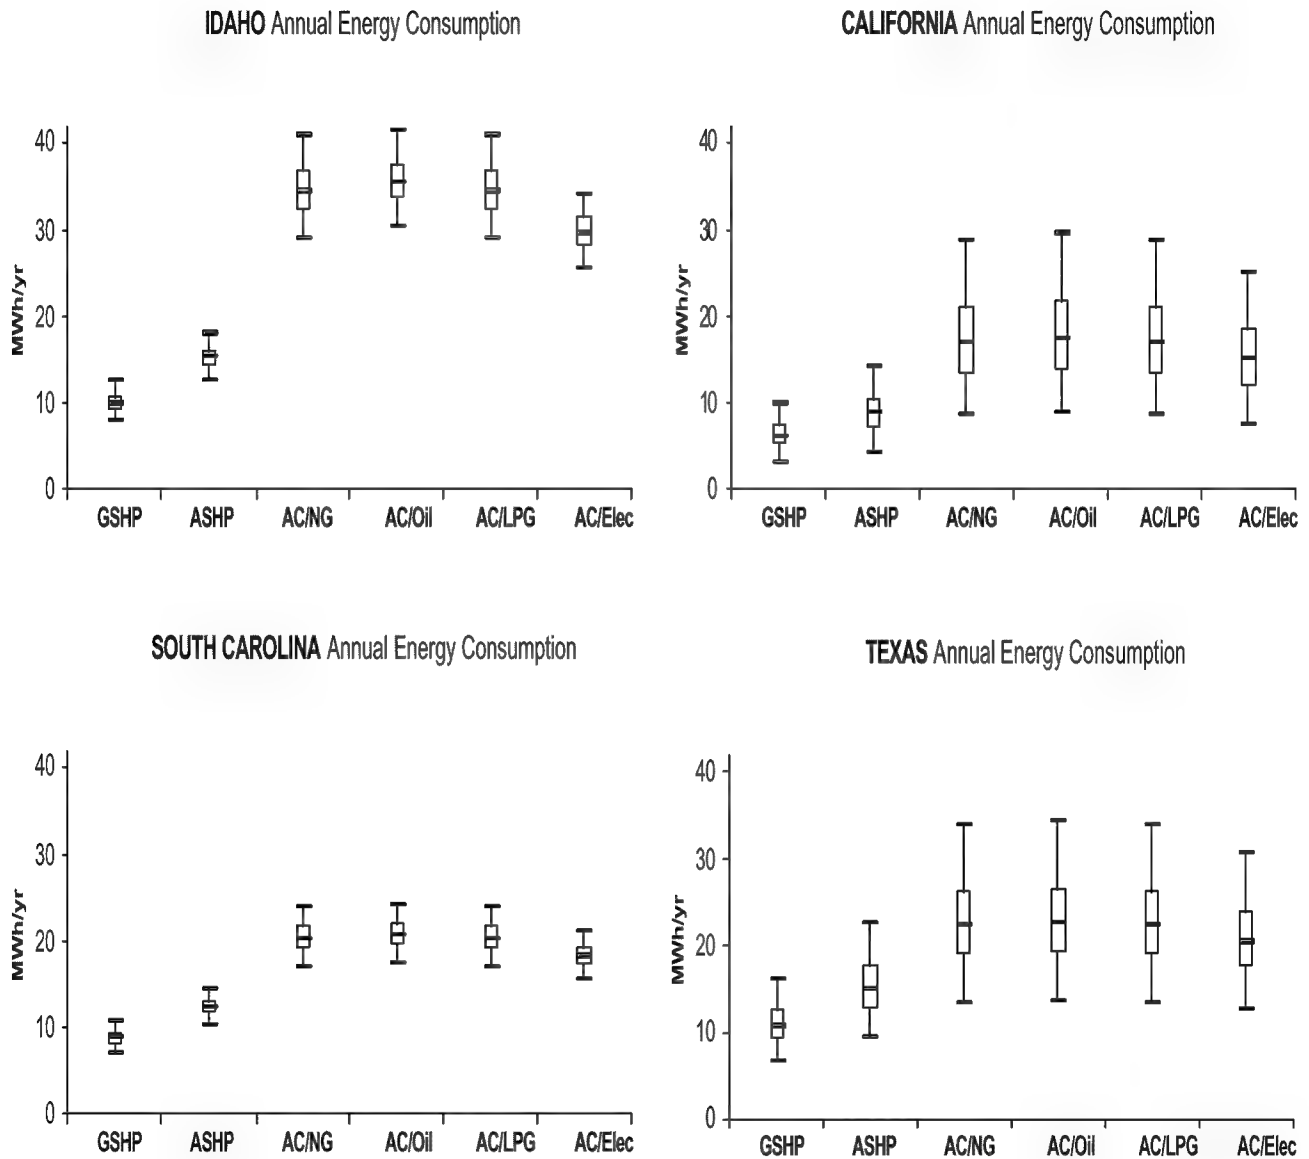 IDAHO Annual Energy Consumption
MWh/yr
40
30
20
10
0
GSHP ASHP AC/NG AC/Oil AC/LPG AC/Elec
CALIFORNIA Annual Energy Consumption
MWh/yr
40
30
20
10
0
GSHP ASHP AC/NG AC/Oil AC/LPG AC/Elec
SOUTH CAROLINA Annual Energy Consumption
MWh/yr
40
30
20
10
0
GSHP ASHP AC/NG AC/Oil AC/LPG AC/Elec
TEXAS Annual Energy Consumption
MWh/yr
40
30
20
10
0
GSHP ASHP AC/NG AC/Oil AC/LPG AC/Elec